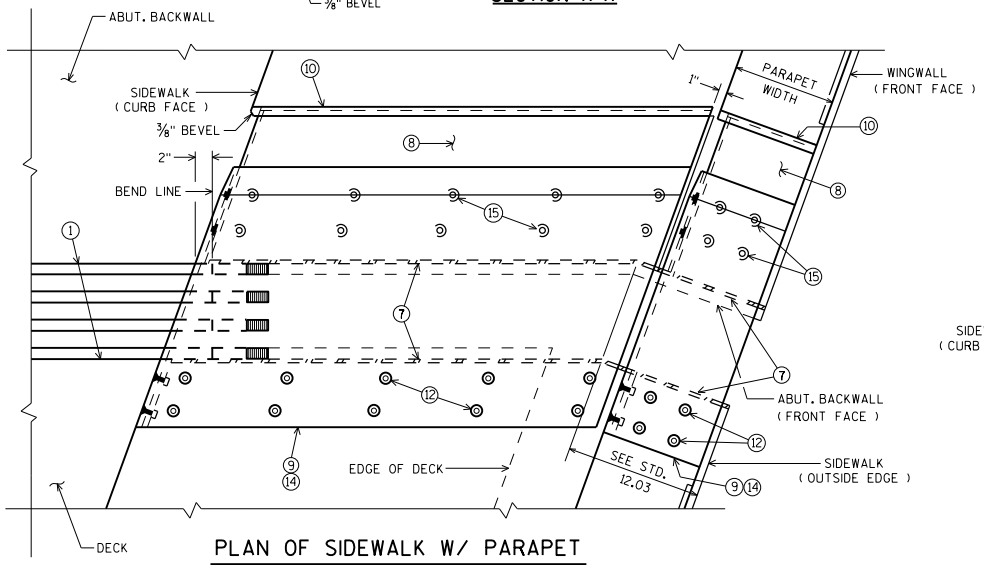 3/8" BEVEL
SECTION A-A
ABUT. BACKWALL
SIDEWALK
( CURB FACE )
3/8" BEVEL
2"
BEND LINE
10
8
15
1
7
12
9
14
EDGE OF DECK
SEE STD.
12.03
1"
PARAPET
WIDTH
WINGWALL
( FRONT FACE )
10
8
15
7
ABUT. BACKWALL
( FRONT FACE )
12
9 14
SIDEWALK
( OUTSIDE EDGE )
SIDE
( CURB
DECK
PLAN OF SIDEWALK W/ PARAPET